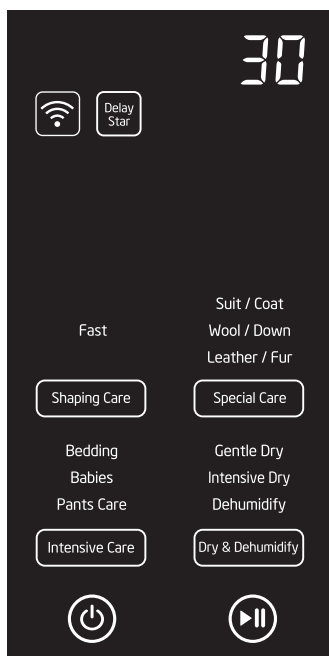 30
Delay
Star
Fast
Suit / Coat
Wool / Down
Leather / Fur
Shaping Care
Special Care
Bedding
Babies
Pants Care
Gentle Dry
Intensive Dry
Dehumidify
Intensive Care
Dry & Dehumidify